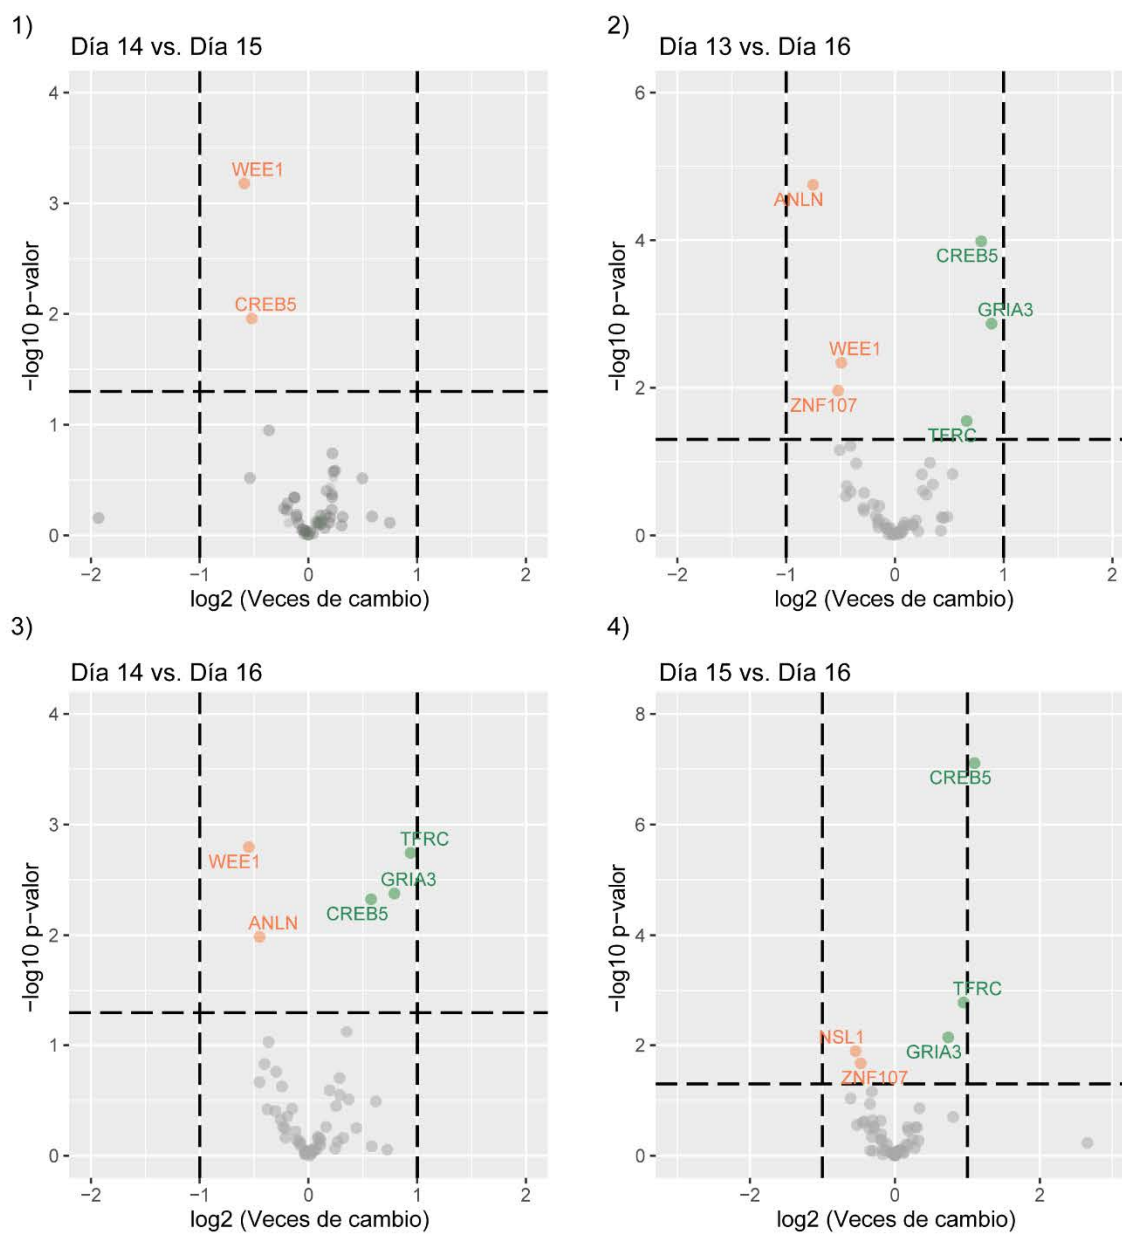 1)
Día 14 vs. Día 15
4
3
2
1
0
−log10 p−valor
WEE1
CREB5
−2 −1 0 1 2
log2 (Veces de cambio)
2)
Día 13 vs. Día 16
6
4
2
0
−log10 p−valor
ANLN
CREB5
GRIA3
WEE1
ZNF107
TFRC
−2 −1 0 1 2
log2 (Veces de cambio)
3)
Día 14 vs. Día 16
4
3
2
1
0
−log10 p−valor
TFRC
WEE1
GRIA3
CREB5
ANLN
−2 −1 0 1 2
log2 (Veces de cambio)
4)
Día 15 vs. Día 16
8
6
4
2
0
−log10 p−valor
CREB5
TFRC
NSL1
GRIA3
ZNF107
−2 0 2
log2 (Veces de cambio)